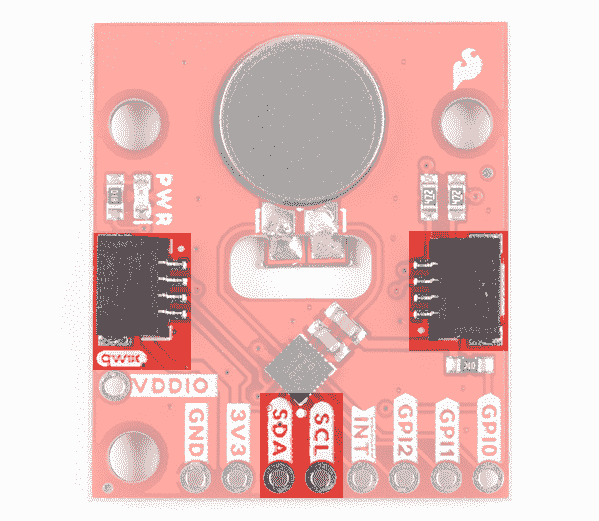 PWR
qwiic
VDDIO
GND
3V3
SDA
SCL
INT
GPI2
GPI1
GPI0